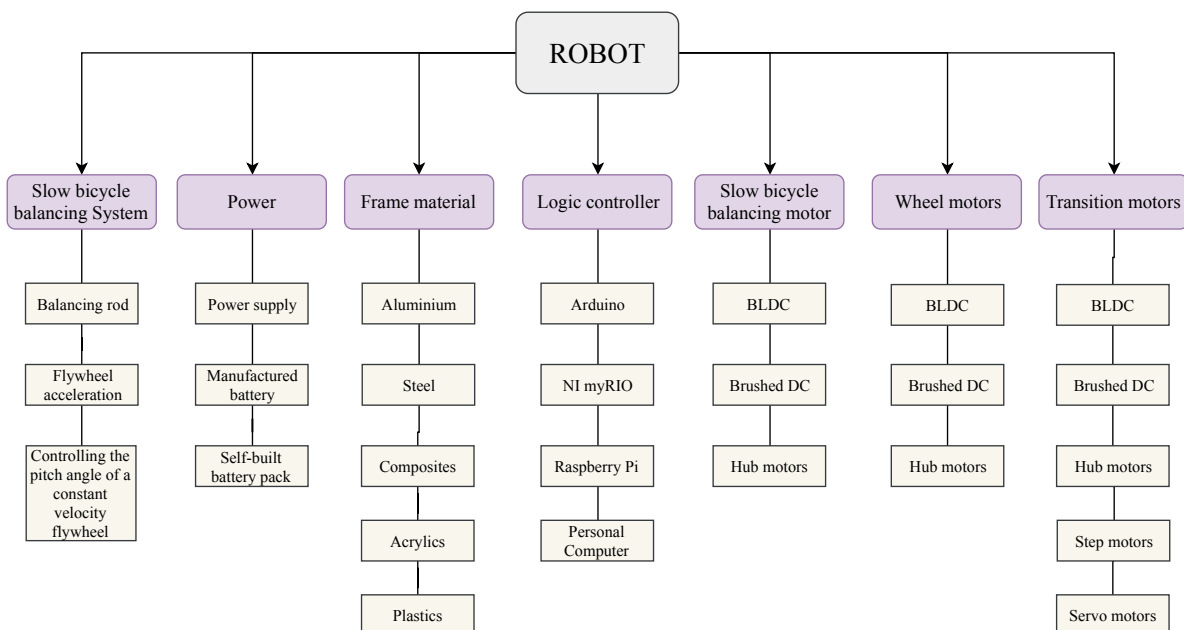 ROBOT
Slow bicycle
balancing System
Power
Frame material
Logic controller
Slow bicycle
balancing motor
Wheel motors
Transition motors
Balancing rod
Flywheel
acceleration
Controlling the
pitch angle of a
constant
velocity
flywheel
Power supply
Manufactured
battery
Self-built
battery pack
Aluminium
Steel
Composites
Acrylics
Plastics
Arduino
NI myRIO
Raspberry Pi
Personal
Computer
BLDC
Brushed DC
Hub motors
BLDC
Brushed DC
Hub motors
BLDC
Brushed DC
Hub motors
Step motors
Servo motors